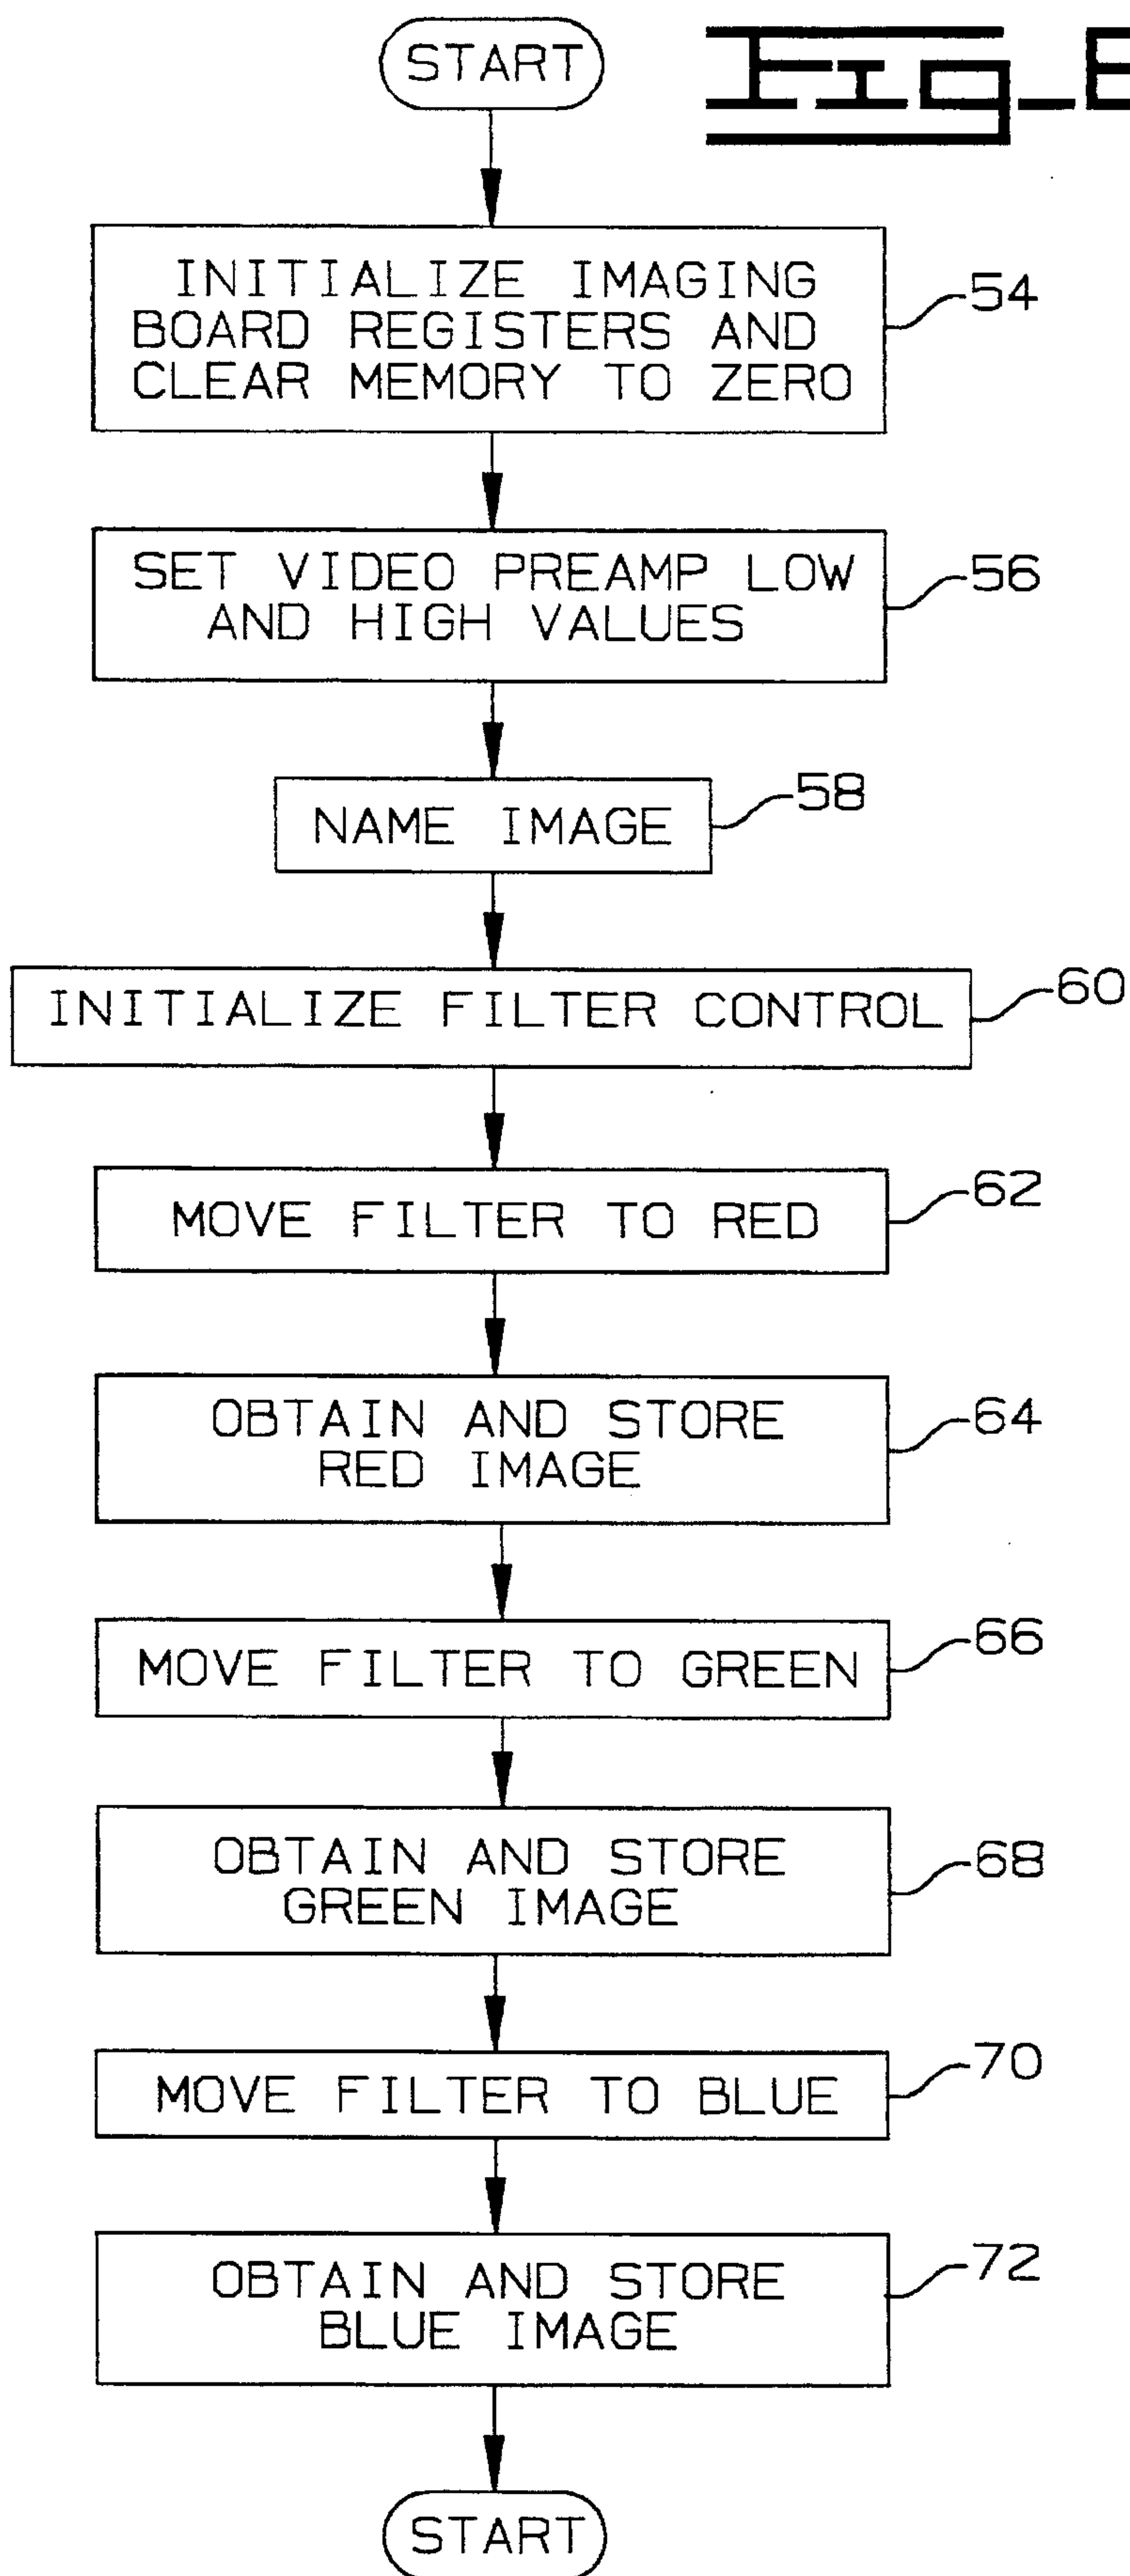 START
INITIALIZE IMAGING
BOARD REGISTERS AND
CLEAR MEMORY TO ZERO
54
SET VIDEO PREAMP LOW
AND HIGH VALUES
56
NAME IMAGE
58
INITIALIZE FILTER CONTROL
60
MOVE FILTER TO RED
62
OBTAIN AND STORE
RED IMAGE
64
MOVE FILTER TO GREEN
66
OBTAIN AND STORE
GREEN IMAGE
68
MOVE FILTER TO BLUE
70
OBTAIN AND STORE
BLUE IMAGE
72
START
Fig_